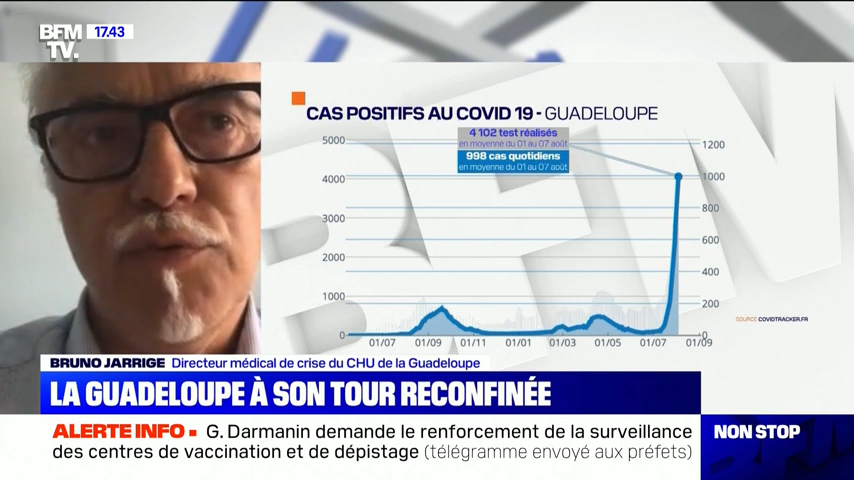 BFM
TV.
17.43
CAS POSITIFS AU COVID 19 - GUADELOUPE
4 102 test réalisés
en moyenne du 01 au 07 août
998 cas quotidiens
en moyenne du 01 au 07 août
5000
4000
3000
2000
1000
0
1200
1000
800
600
400
200
0
01/07
01/09
01/11
01/01
01/03
01/05
01/07
01/09
SOURCE COVIDTRACKER.FR
BRUNO JARRIGE Directeur médical de crise du CHU de la Guadeloupe
LA GUADELOUPE À SON TOUR RECONFINÉE
ALERTE INFO G. Darmanin demande le renforcement de la surveillance
des centres de vaccination et de dépistage (télégramme envoyé aux préfets)
NON STOP